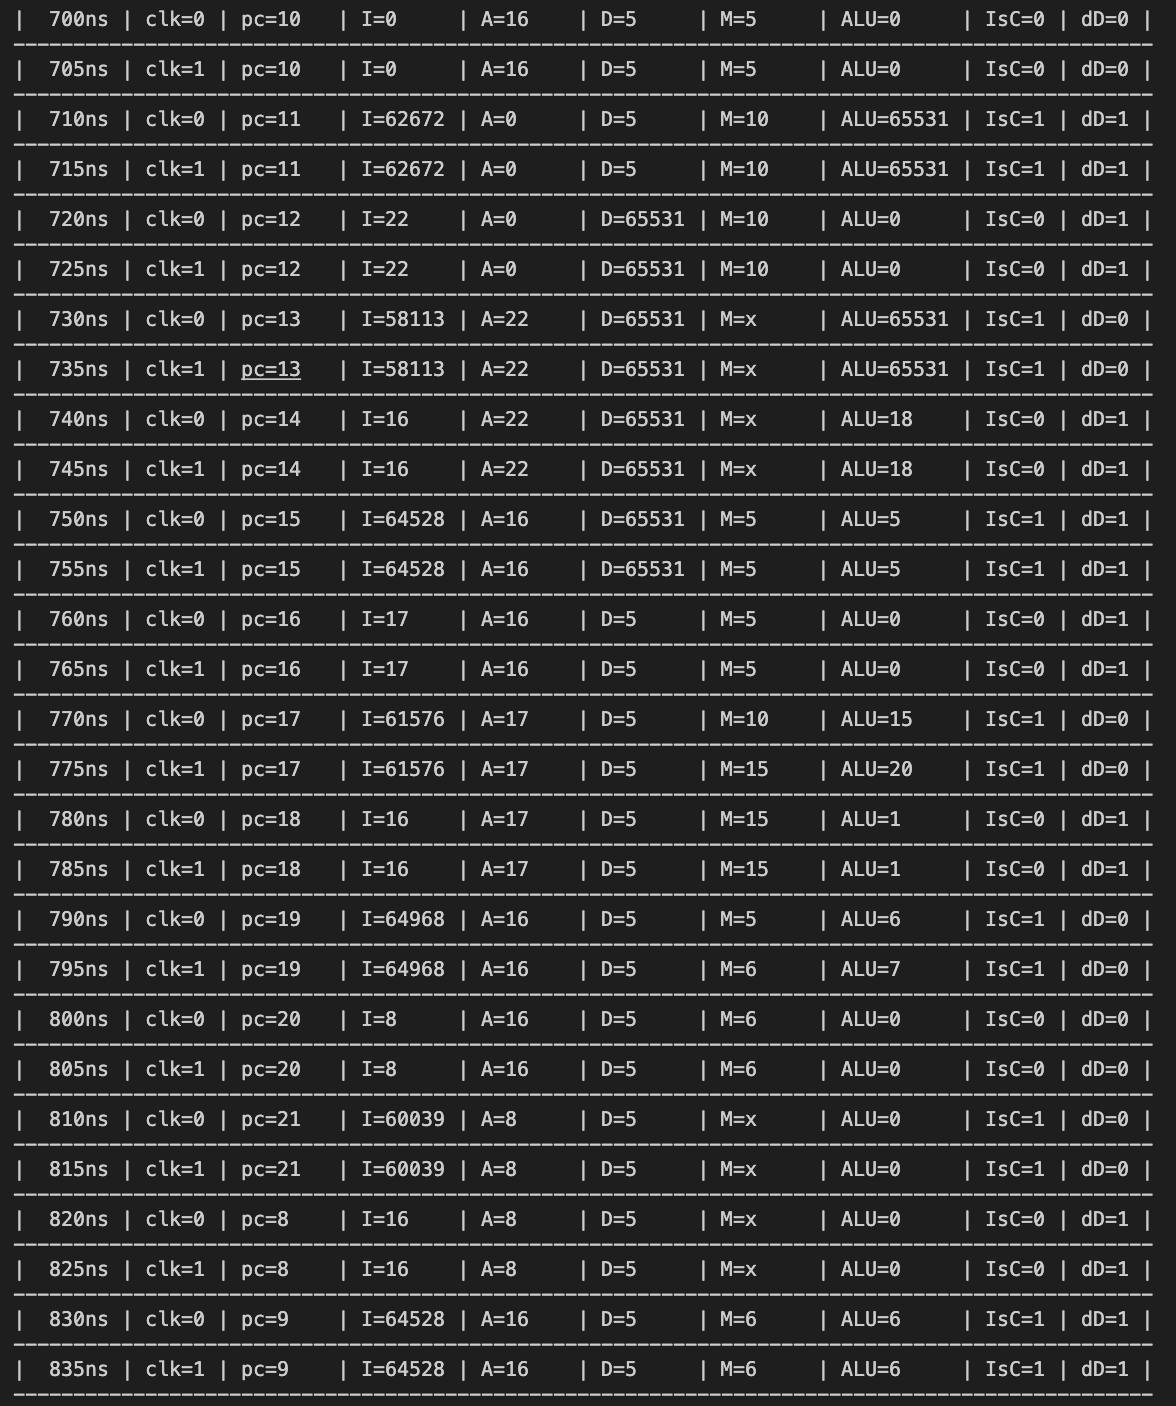 | 700ns | clk=0 | pc=10 | I=0 | A=16 | D=5 | M=5 | ALU=0 | IsC=0 | dD=0 |
| 705ns | clk=1 | pc=10 | I=0 | A=16 | D=5 | M=5 | ALU=0 | IsC=0 | dD=0 |
| 710ns | clk=0 | pc=11 | I=62672 | A=0 | D=5 | M=10 | ALU=65531 | IsC=1 | dD=1 |
| 715ns | clk=1 | pc=11 | I=62672 | A=0 | D=5 | M=10 | ALU=65531 | IsC=1 | dD=1 |
| 720ns | clk=0 | pc=12 | I=22 | A=0 | D=65531 | M=10 | ALU=0 | IsC=0 | dD=1 |
| 725ns | clk=1 | pc=12 | I=22 | A=0 | D=65531 | M=10 | ALU=0 | IsC=0 | dD=1 |
| 730ns | clk=0 | pc=13 | I=58113 | A=22 | D=65531 | M=x | ALU=65531 | IsC=1 | dD=0 |
| 735ns | clk=1 | pc=13 | I=58113 | A=22 | D=65531 | M=x | ALU=65531 | IsC=1 | dD=0 |
| 740ns | clk=0 | pc=14 | I=16 | A=22 | D=65531 | M=x | ALU=18 | IsC=0 | dD=1 |
| 745ns | clk=1 | pc=14 | I=16 | A=22 | D=65531 | M=x | ALU=18 | IsC=0 | dD=1 |
| 750ns | clk=0 | pc=15 | I=64528 | A=16 | D=65531 | M=5 | ALU=5 | IsC=1 | dD=1 |
| 755ns | clk=1 | pc=15 | I=64528 | A=16 | D=65531 | M=5 | ALU=5 | IsC=1 | dD=1 |
| 760ns | clk=0 | pc=16 | I=17 | A=16 | D=5 | M=5 | ALU=0 | IsC=0 | dD=1 |
| 765ns | clk=1 | pc=16 | I=17 | A=16 | D=5 | M=5 | ALU=0 | IsC=0 | dD=1 |
| 770ns | clk=0 | pc=17 | I=61576 | A=17 | D=5 | M=10 | ALU=15 | IsC=1 | dD=0 |
| 775ns | clk=1 | pc=17 | I=61576 | A=17 | D=5 | M=15 | ALU=20 | IsC=1 | dD=0 |
| 780ns | clk=0 | pc=18 | I=16 | A=17 | D=5 | M=15 | ALU=1 | IsC=0 | dD=1 |
| 785ns | clk=1 | pc=18 | I=16 | A=17 | D=5 | M=15 | ALU=1 | IsC=0 | dD=1 |
| 790ns | clk=0 | pc=19 | I=64968 | A=16 | D=5 | M=5 | ALU=6 | IsC=1 | dD=0 |
| 795ns | clk=1 | pc=19 | I=64968 | A=16 | D=5 | M=6 | ALU=7 | IsC=1 | dD=0 |
| 800ns | clk=0 | pc=20 | I=8 | A=16 | D=5 | M=6 | ALU=0 | IsC=0 | dD=0 |
| 805ns | clk=1 | pc=20 | I=8 | A=16 | D=5 | M=6 | ALU=0 | IsC=0 | dD=0 |
| 810ns | clk=0 | pc=21 | I=60039 | A=8 | D=5 | M=x | ALU=0 | IsC=1 | dD=0 |
| 815ns | clk=1 | pc=21 | I=60039 | A=8 | D=5 | M=x | ALU=0 | IsC=1 | dD=0 |
| 820ns | clk=0 | pc=8 | I=16 | A=8 | D=5 | M=x | ALU=0 | IsC=0 | dD=1 |
| 825ns | clk=1 | pc=8 | I=16 | A=8 | D=5 | M=x | ALU=0 | IsC=0 | dD=1 |
| 830ns | clk=0 | pc=9 | I=64528 | A=16 | D=5 | M=6 | ALU=6 | IsC=1 | dD=1 |
| 835ns | clk=1 | pc=9 | I=64528 | A=16 | D=5 | M=6 | ALU=6 | IsC=1 | dD=1 |